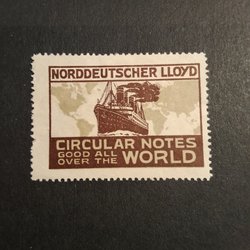 NORDDEUTSCHER LLOYD
CIRCULAR NOTES
GOOD ALL
OVER THE WORLD